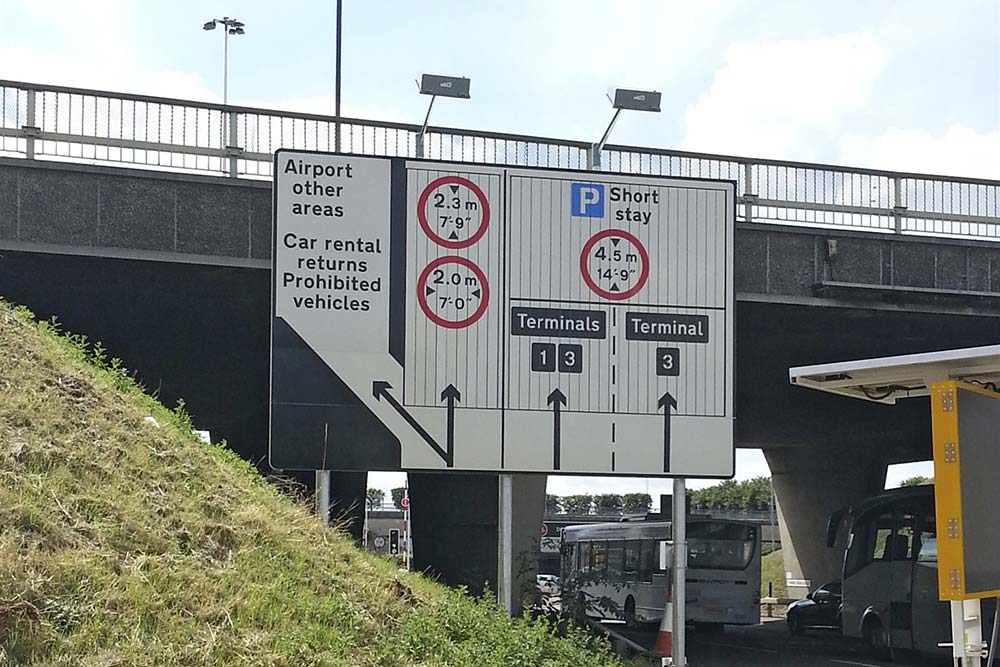 Airport
other
areas
Car rental
returns
Prohibited
vehicles
2.3 m
7'-9"
2.0 m
7'-0"
P Short
stay
4.5 m
14'-9"
Terminals
1 3
Terminal
3